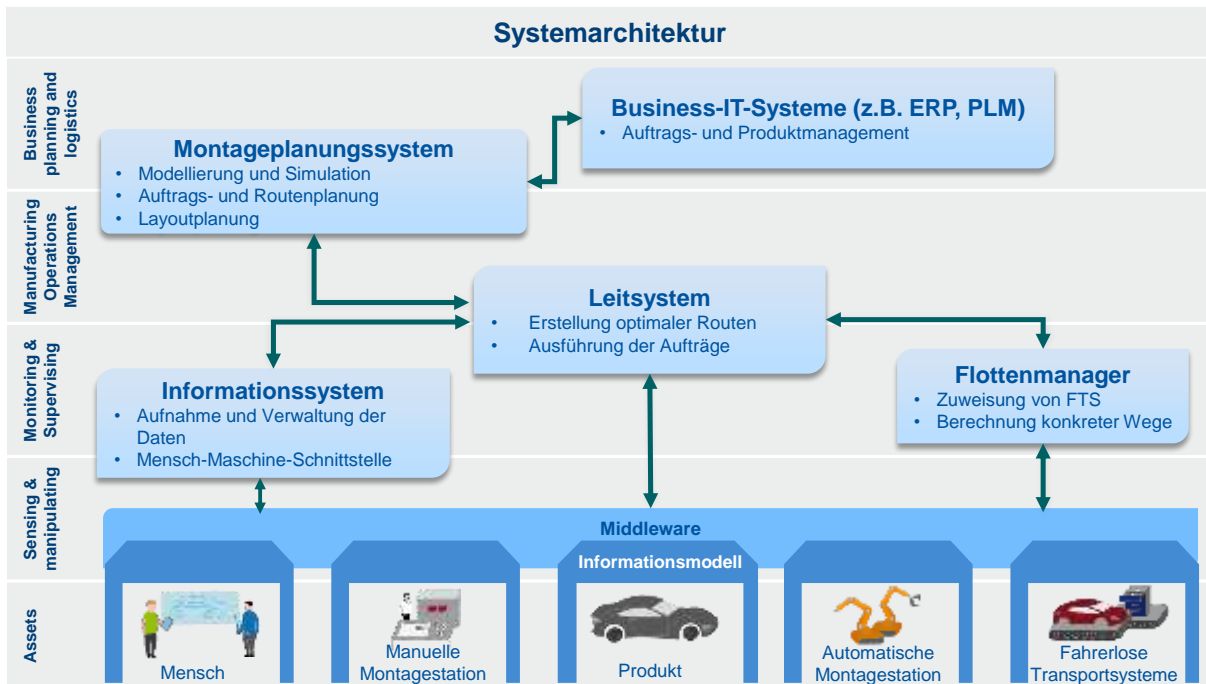 Systemarchitektur
Business
planning and
logistics
Business-IT-Systeme (z.B. ERP, PLM)
• Auftrags- und Produktmanagement
Montageplanungssystem
• Modellierung und Simulation
• Auftrags- und Routenplanung
• Layoutplanung
Manufacturing
Operations
Management
Leitsystem
• Erstellung optimaler Routen
• Ausführung der Aufträge
Monitoring &
Supervising
Informationssystem
• Aufnahme und Verwaltung der
Daten
• Mensch-Maschine-Schnittstelle
Flottenmanager
• Zuweisung von FTS
• Berechnung konkreter Wege
Sensing &
manipulating
Middleware
Informationsmodell
Assets
Mensch
Manuelle
Montagestation
Produkt
Automatische
Montagestation
Fahrerlose
Transportsysteme